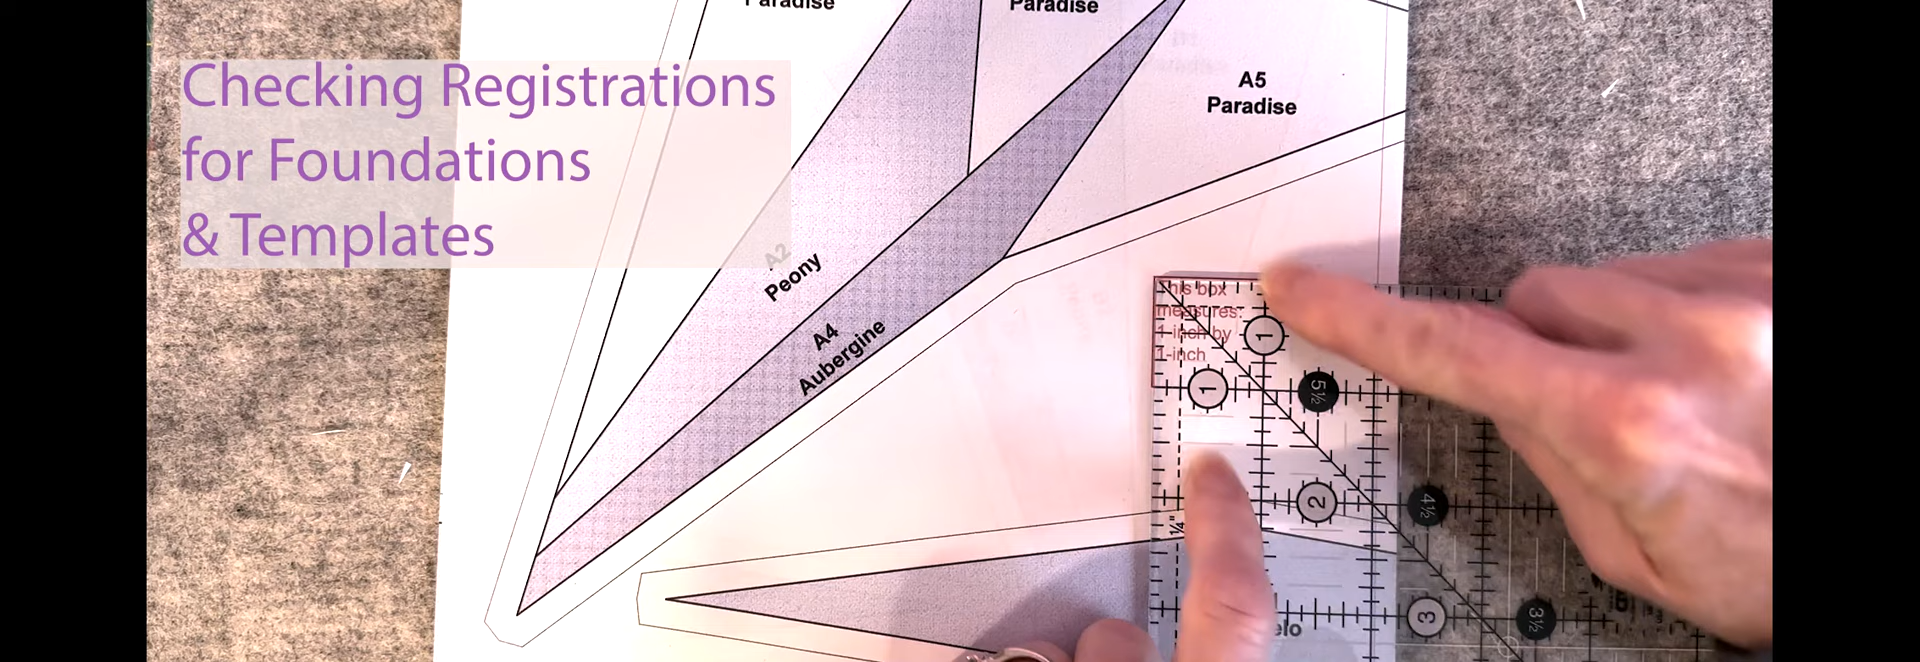 Paradise
Paradise
Checking Registrations
for Foundations
& Templates
A5
Paradise
A2
Peony
A4
Aubergine
This box
measures:
1-inch by
1-inch
1
1
5½
2
4½
¼"
3
3½
elo